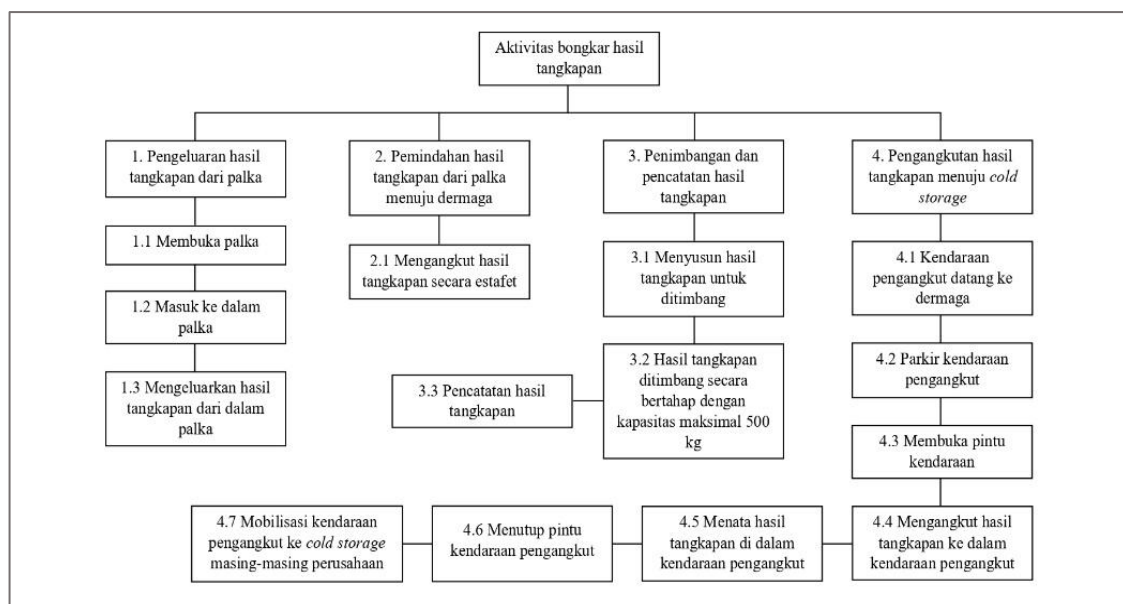 Aktivitas bongkar hasil
tangkapan
1. Pengeluaran hasil
tangkapan dari palka
1.1 Membuka palka
1.2 Masuk ke dalam
palka
1.3 Mengeluarkan hasil
tangkapan dari dalam
palka
2. Pemindahan hasil
tangkapan dari palka
menuju dermaga
2.1 Mengangkut hasil
tangkapan secara estafet
3. Penimbangan dan
pencatatan hasil
tangkapan
3.1 Menyusun hasil
tangkapan untuk
ditimbang
3.2 Hasil tangkapan
ditimbang secara
bertahap dengan
kapasitas maksimal 500
kg
3.3 Pencatatan hasil
tangkapan
4. Pengangkutan hasil
tangkapan menuju cold
storage
4.1 Kendaraan
pengangkut datang ke
dermaga
4.2 Parkir kendaraan
pengangkut
4.3 Membuka pintu
kendaraan
4.4 Mengangkut hasil
tangkapan ke dalam
kendaraan pengangkut
4.5 Menata hasil
tangkapan di dalam
kendaraan pengangkut
4.6 Menutup pintu
kendaraan pengangkut
4.7 Mobilisasi kendaraan
pengangkut ke cold storage
masing-masing perusahaan